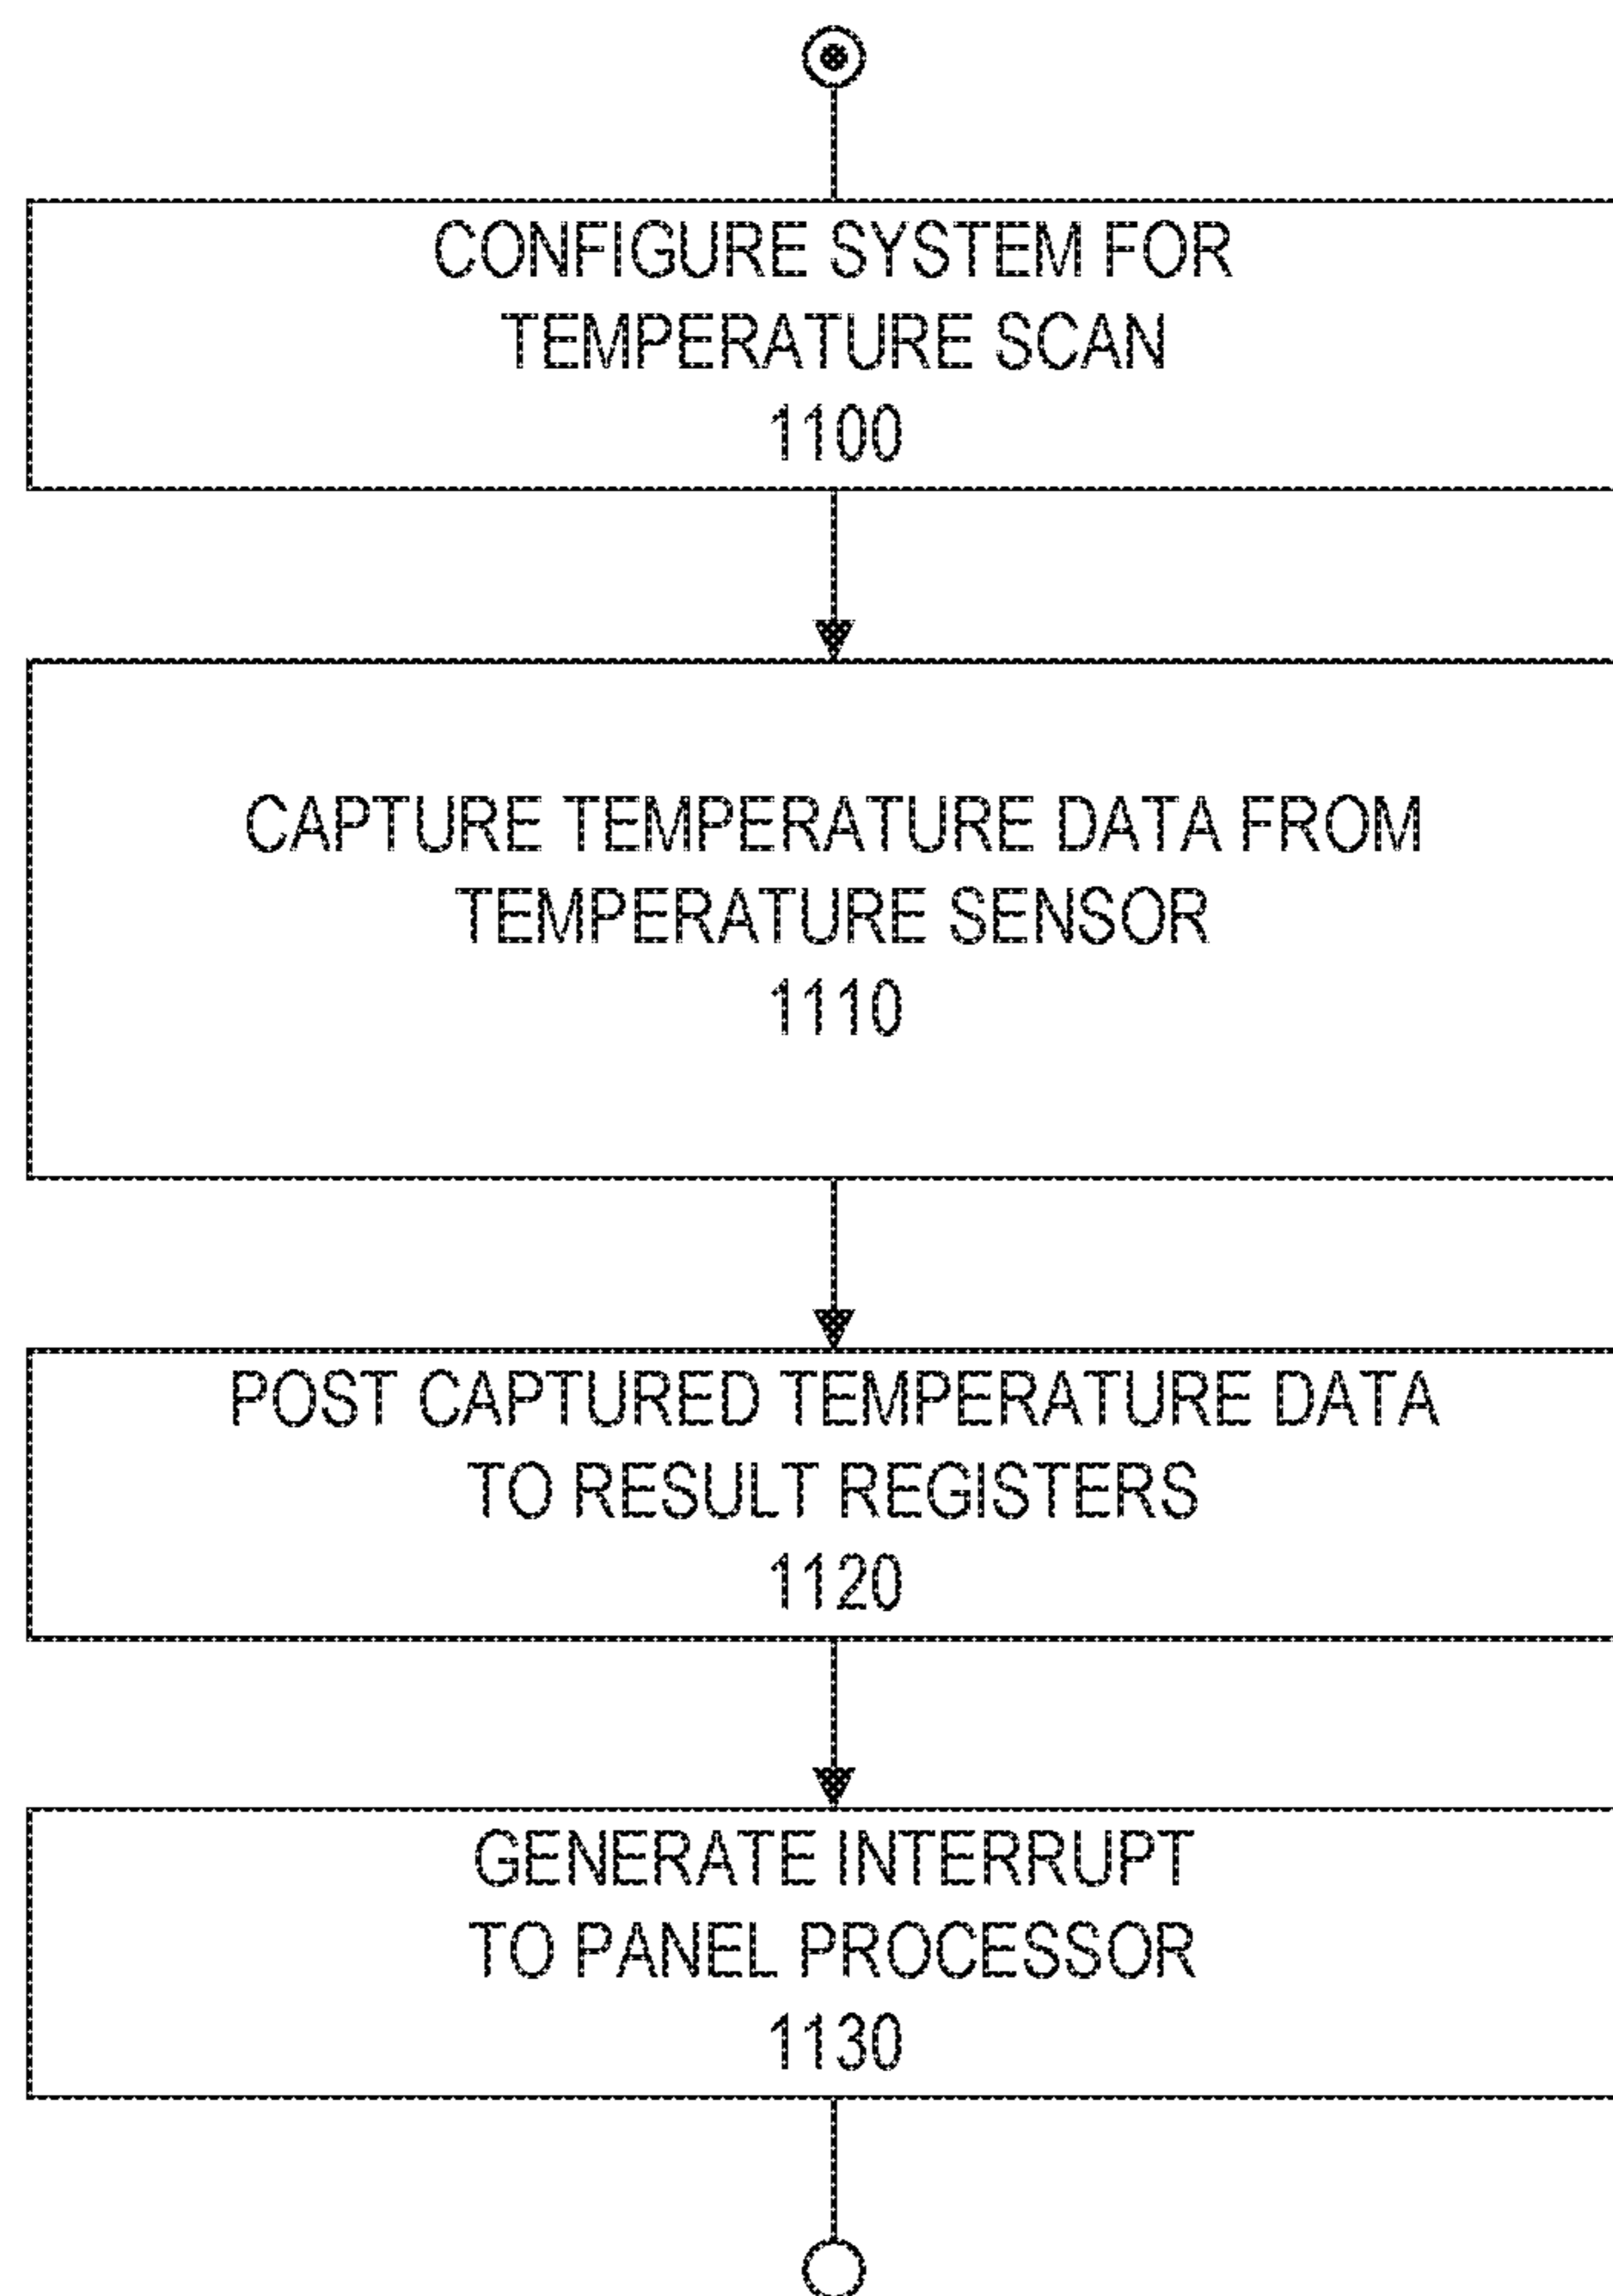 CONFIGURE SYSTEM FOR
TEMPERATURE SCAN
1100
CAPTURE TEMPERATURE DATA FROM
TEMPERATURE SENSOR
1110
POST CAPTURED TEMPERATURE DATA
TO RESULT REGISTERS
1120
GENERATE INTERRUPT
TO PANEL PROCESSOR
1130